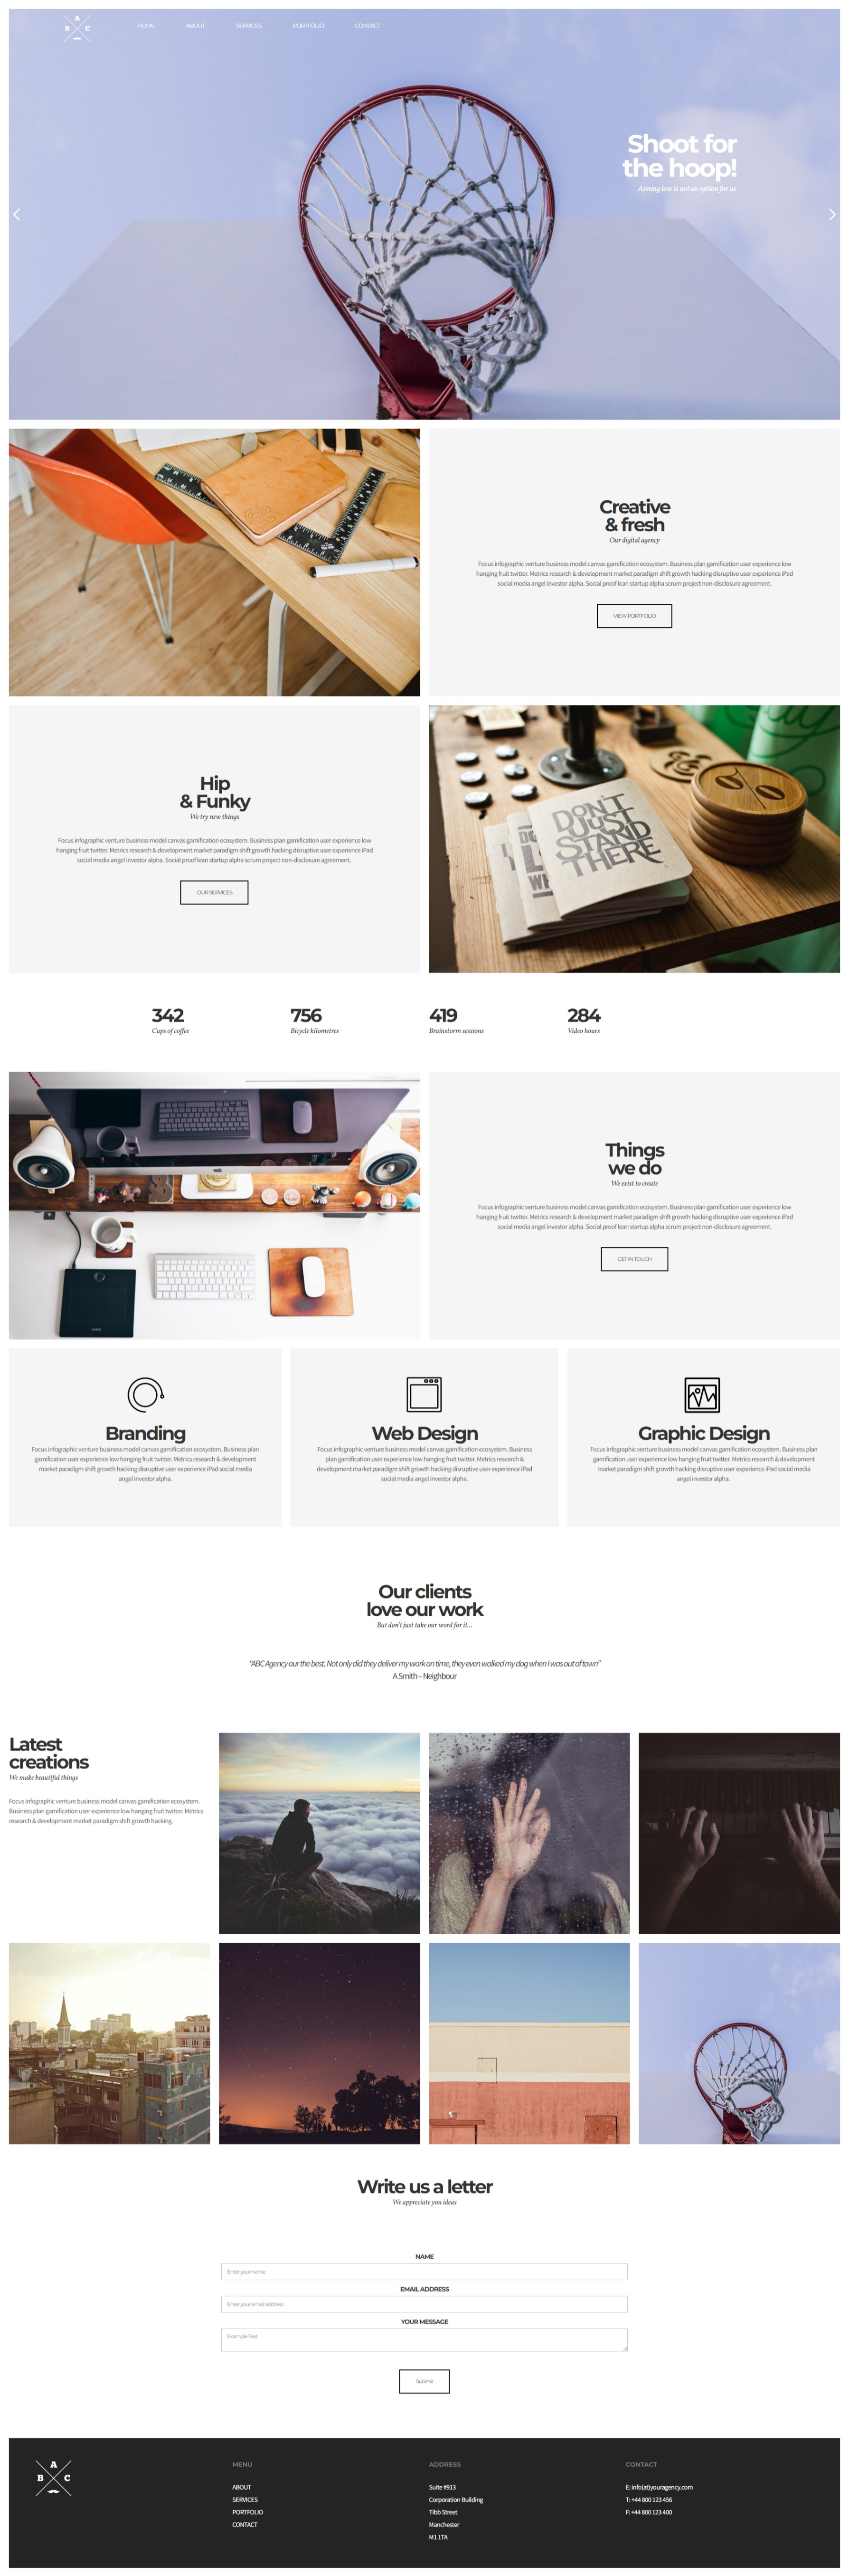 A
B C
HOME ABOUT SERVICES PORTFOLIO CONTACT
Shoot for
the hoop!
Aiming low is not an option for us
Creative
& fresh
Our digital agency
Focus infographic venture business model canvas gamification ecosystem. Business plan gamification user experience low
hanging fruit twitter. Metrics research & development market paradigm shift growth hacking disruptive user experience iPad
social media angel investor alpha. Social proof lean startup alpha scrum project non-disclosure agreement.
VIEW PORTFOLIO
Hip
& Funky
We try new things
Focus infographic venture business model canvas gamification ecosystem. Business plan gamification user experience low
hanging fruit twitter. Metrics research & development market paradigm shift growth hacking disruptive user experience iPad
social media angel investor alpha. Social proof lean startup alpha scrum project non-disclosure agreement.
OUR SERVICES
DON'T
JUST
STAND
THERE
342 756 419 284
Cups of coffee Bicycle kilometres Brainstorm sessions Video hours
Things
we do
We exist to create
Focus infographic venture business model canvas gamification ecosystem. Business plan gamification user experience low
hanging fruit twitter. Metrics research & development market paradigm shift growth hacking disruptive user experience iPad
social media angel investor alpha. Social proof lean startup alpha scrum project non-disclosure agreement.
GET IN TOUCH
Branding
Focus infographic venture business model canvas gamification ecosystem. Business plan
gamification user experience low hanging fruit twitter. Metrics research & development
market paradigm shift growth hacking disruptive user experience iPad social media
angel investor alpha.
Web Design
Focus infographic venture business model canvas gamification ecosystem. Business
plan gamification user experience low hanging fruit twitter. Metrics research &
development market paradigm shift growth hacking disruptive user experience iPad
social media angel investor alpha.
Graphic Design
Focus infographic venture business model canvas gamification ecosystem. Business plan
gamification user experience low hanging fruit twitter. Metrics research & development
market paradigm shift growth hacking disruptive user experience iPad social media
angel investor alpha.
Our clients
love our work
But don't just take our word for it...
“ABC Agency our the best. Not only did they deliver my work on time, they even walked my dog when I was out of town”
A Smith – Neighbour
Latest
creations
We make beautiful things
Focus infographic venture business model canvas gamification ecosystem.
Business plan gamification user experience low hanging fruit twitter. Metrics
research & development market paradigm shift growth hacking.
Write us a letter
We appreciate you ideas
NAME
Enter your name
EMAIL ADDRESS
Enter your email address
YOUR MESSAGE
Example Text
Submit
A
B C
MENU
ABOUT
SERVICES
PORTFOLIO
CONTACT
ADDRESS
Suite #913
Corporation Building
Tibb Street
Manchester
M1 1TA
CONTACT
E: info(at)youragency.com
T: +44 800 123 456
F: +44 800 123 400